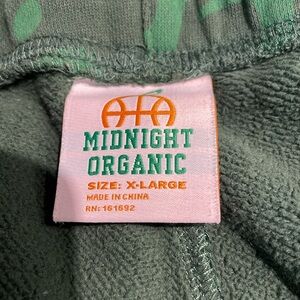 MIDNIGHT
ORGANIC
SIZE: X-LARGE
MADE IN CHINA
RN: 161692